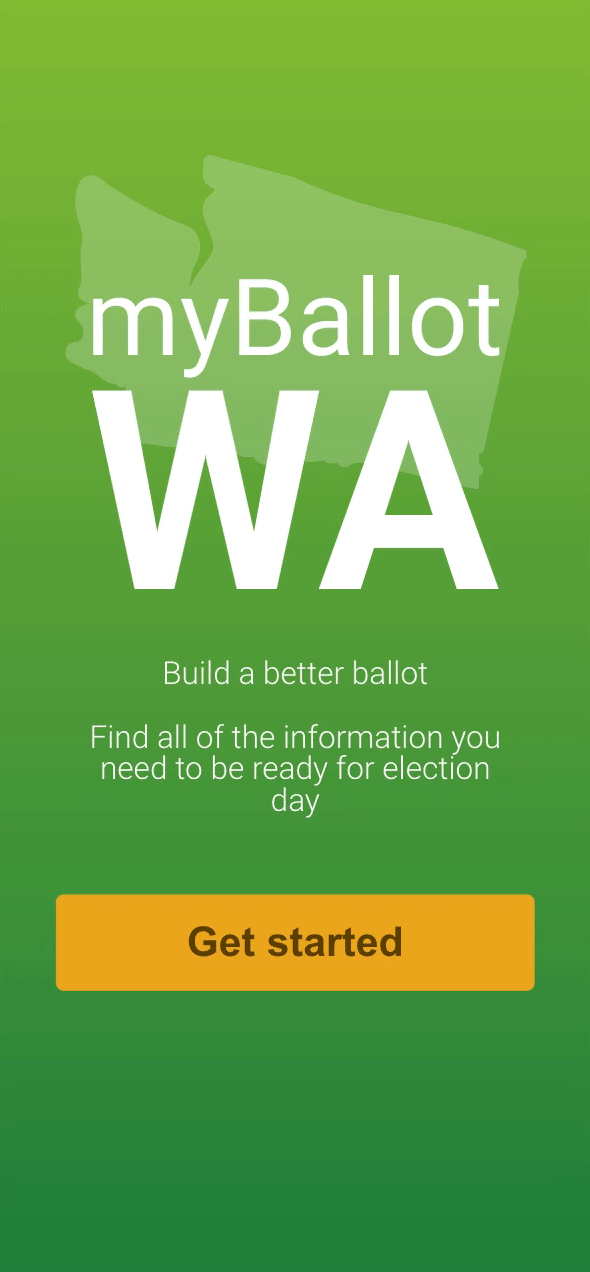 myBallot
WA
Build a better ballot
Find all of the information you
need to be ready for election
day
Get started